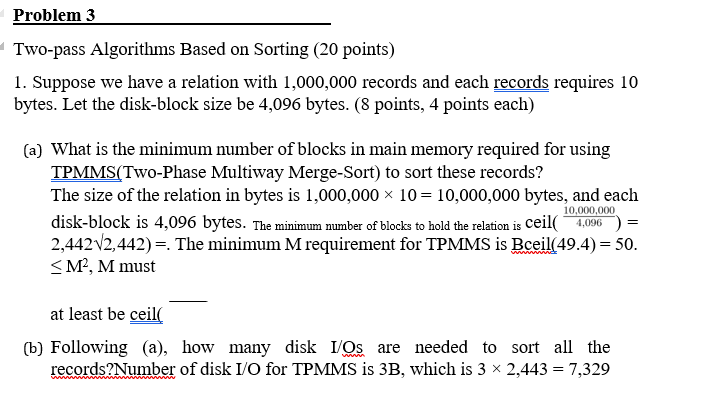 Problem 3
Two-pass Algorithms Based on Sorting (20 points)
1. Suppose we have a relation with 1,000,000 records and each records requires 10
bytes. Let the disk-block size be 4,096 bytes. (8 points, 4 points each)
(a) What is the minimum number of blocks in main memory required for using
TPMMS(Two-Phase Multiway Merge-Sort) to sort these records?
The size of the relation in bytes is 1,000,000 × 10 = 10,000,000 bytes, and each
disk-block is 4,096 bytes. The minimum number of blocks to hold the relation is ceil(10,000,000/4,096) =
2,442√2,442) =. The minimum M requirement for TPMMS is Bceil(49.4) = 50.
≤ M², M must
at least be ceil(
(b) Following (a), how many disk I/Os are needed to sort all the
records?Number of disk I/O for TPMMS is 3B, which is 3 × 2,443 = 7,329